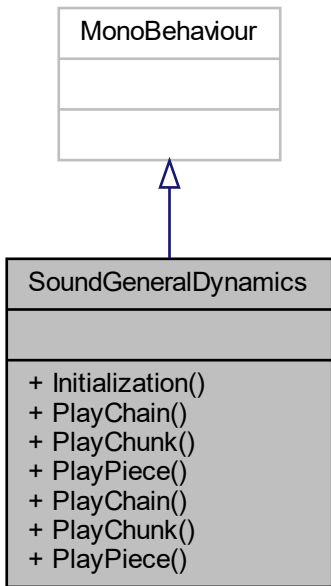 MonoBehaviour
SoundGeneralDynamics
+ Initialization()
+ PlayChain()
+ PlayChunk()
+ PlayPiece()
+ PlayChain()
+ PlayChunk()
+ PlayPiece()